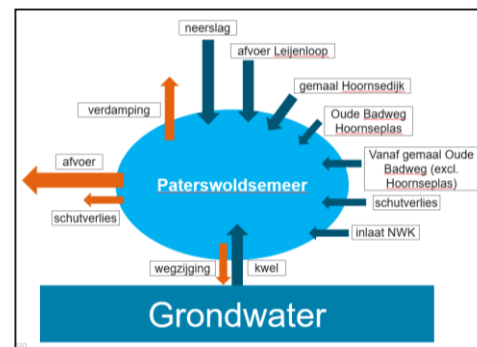 neerslag
afvoer Leijenloop
gemaal Hoornsedijk
verdamping
Oude Badweg
Hoornseplas
afvoer
Vanaf gemaal Oude
Badweg (excl.
Hoornseplas)
Paterswoldsemeer
schutverlies
schutverlies
inlaat NWK
wegzijging
kwel
Grondwater